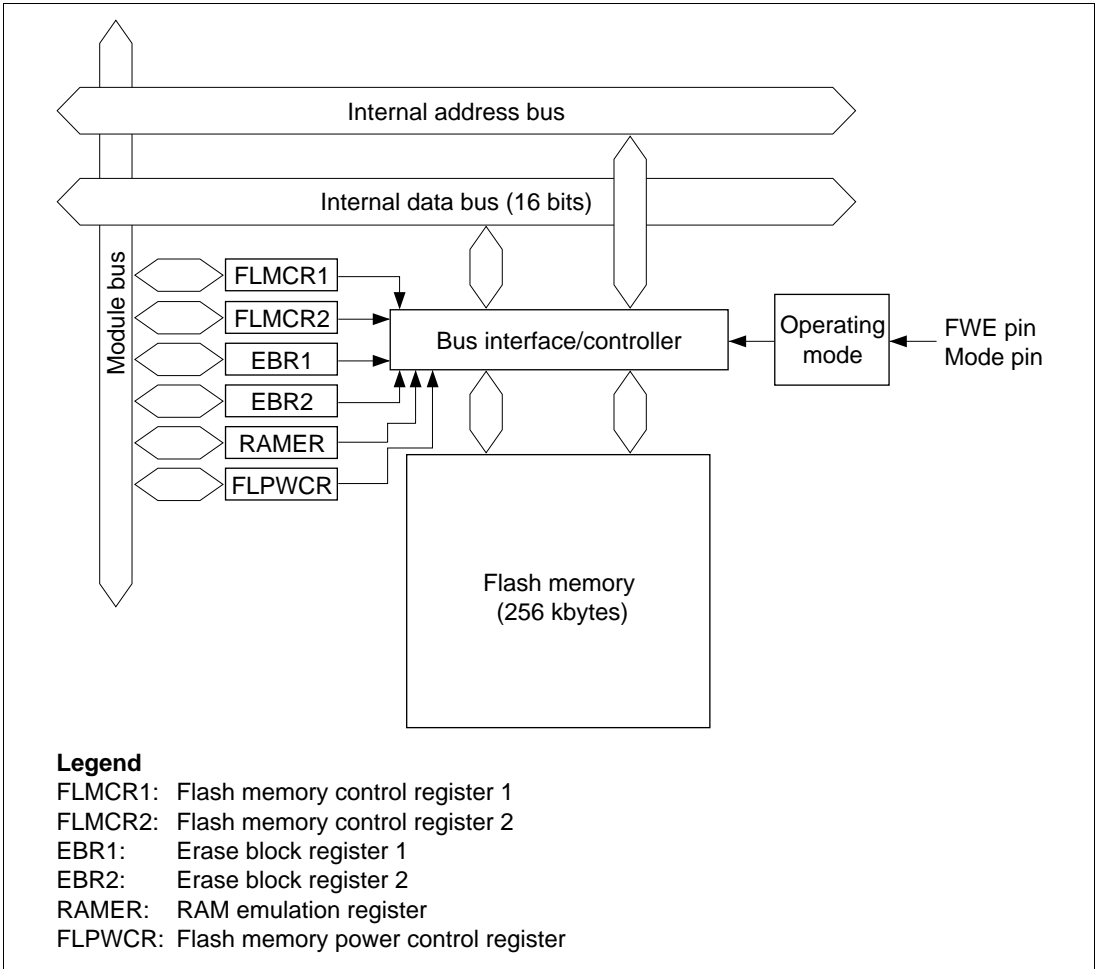 Internal address bus
Internal data bus (16 bits)
Module bus
FLMCR1
FLMCR2
EBR1
EBR2
RAMER
FLPWCR
Bus interface/controller
Operating
mode
FWE pin
Mode pin
Flash memory
(256 kbytes)
Legend
FLMCR1: Flash memory control register 1
FLMCR2: Flash memory control register 2
EBR1: Erase block register 1
EBR2: Erase block register 2
RAMER: RAM emulation register
FLPWCR: Flash memory power control register